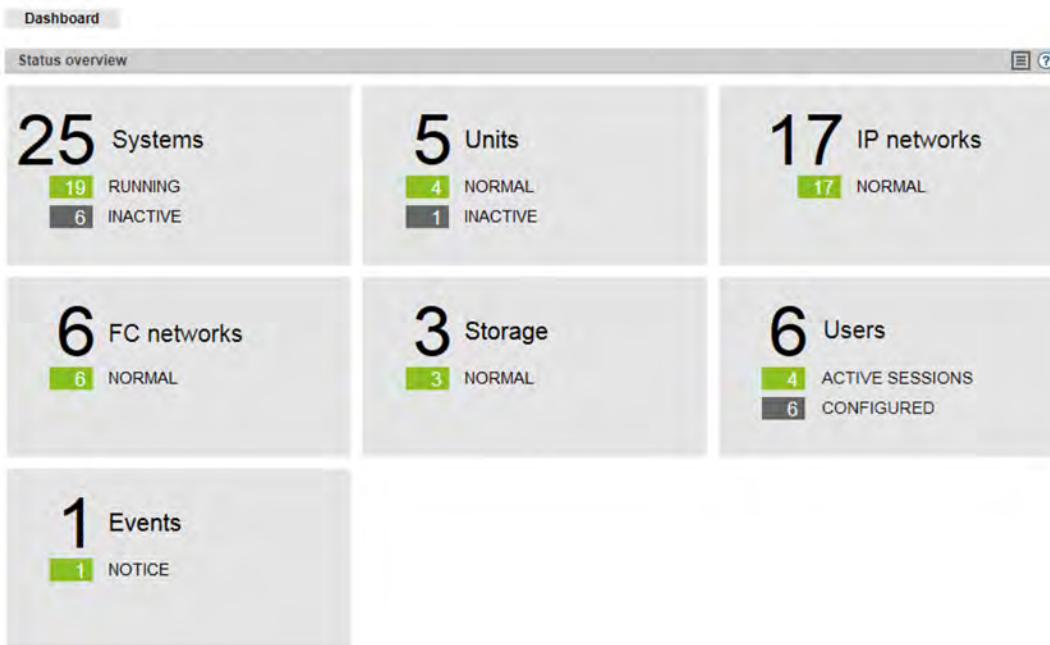 Dashboard
Status overview
?
25 Systems
19 RUNNING
6 INACTIVE
5 Units
4 NORMAL
1 INACTIVE
17 IP networks
17 NORMAL
6 FC networks
6 NORMAL
3 Storage
3 NORMAL
6 Users
4 ACTIVE SESSIONS
6 CONFIGURED
1 Events
1 NOTICE